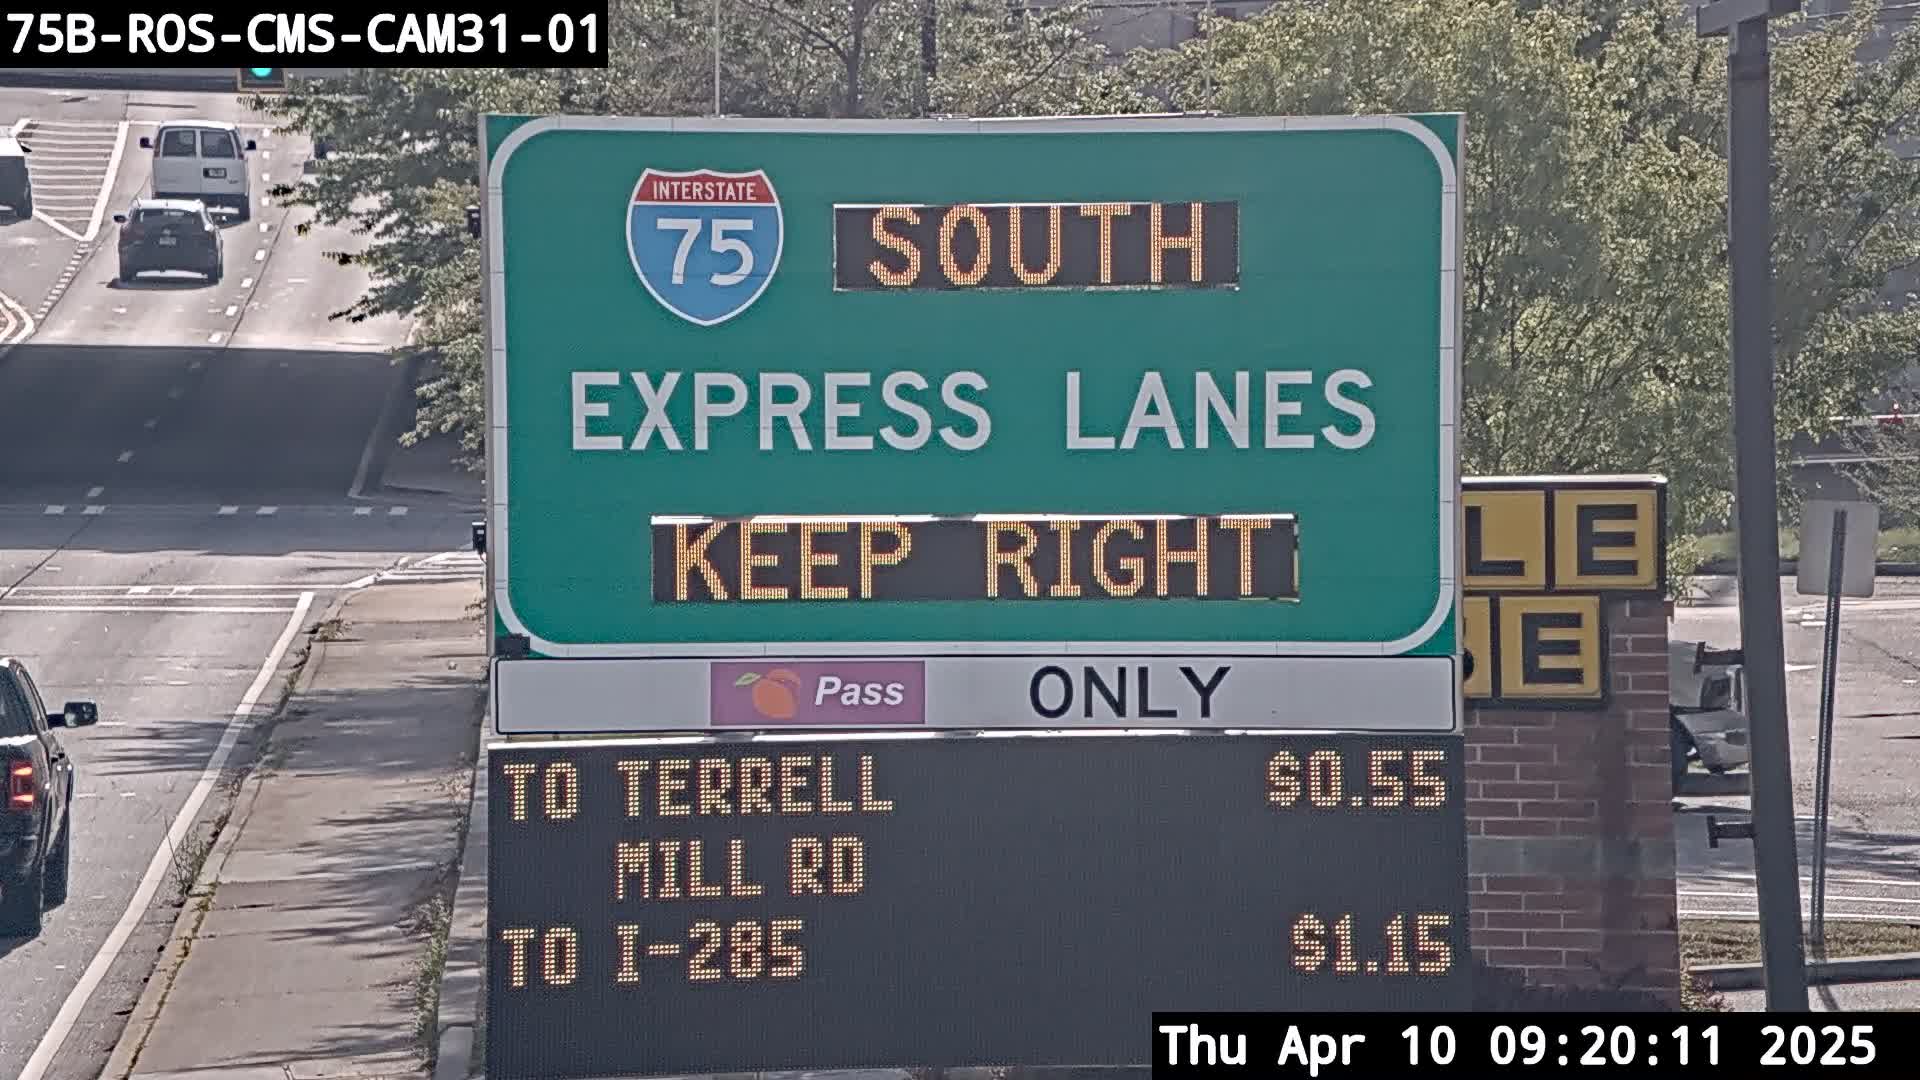 75B-ROS-CMS-CAM31-01
INTERSTATE
75
SOUTH
EXPRESS LANES
KEEP RIGHT
Pass ONLY
TO TERRELL $0.55
MILL RD
TO I-285 $1.15
LE
E
Thu Apr 10 09:20:11 2025